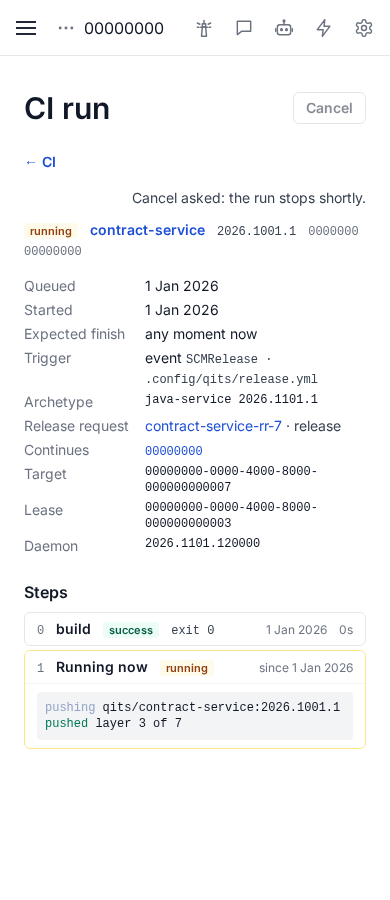 00000000
CI run
Cancel
← CI
Cancel asked: the run stops shortly.
running contract-service 2026.1001.1 0000000
00000000
Queued 1 Jan 2026
Started 1 Jan 2026
Expected finish any moment now
Trigger event SCMRelease ·
.config/qits/release.yml
Archetype java-service 2026.1101.1
Release request contract-service-rr-7 · release
Continues 00000000
Target 00000000-0000-4000-8000-
000000000007
Lease 00000000-0000-4000-8000-
000000000003
Daemon 2026.1101.120000
Steps
0 build success exit 0 1 Jan 2026 0s
1 Running now running since 1 Jan 2026
pushing qits/contract-service:2026.1001.1
pushed layer 3 of 7